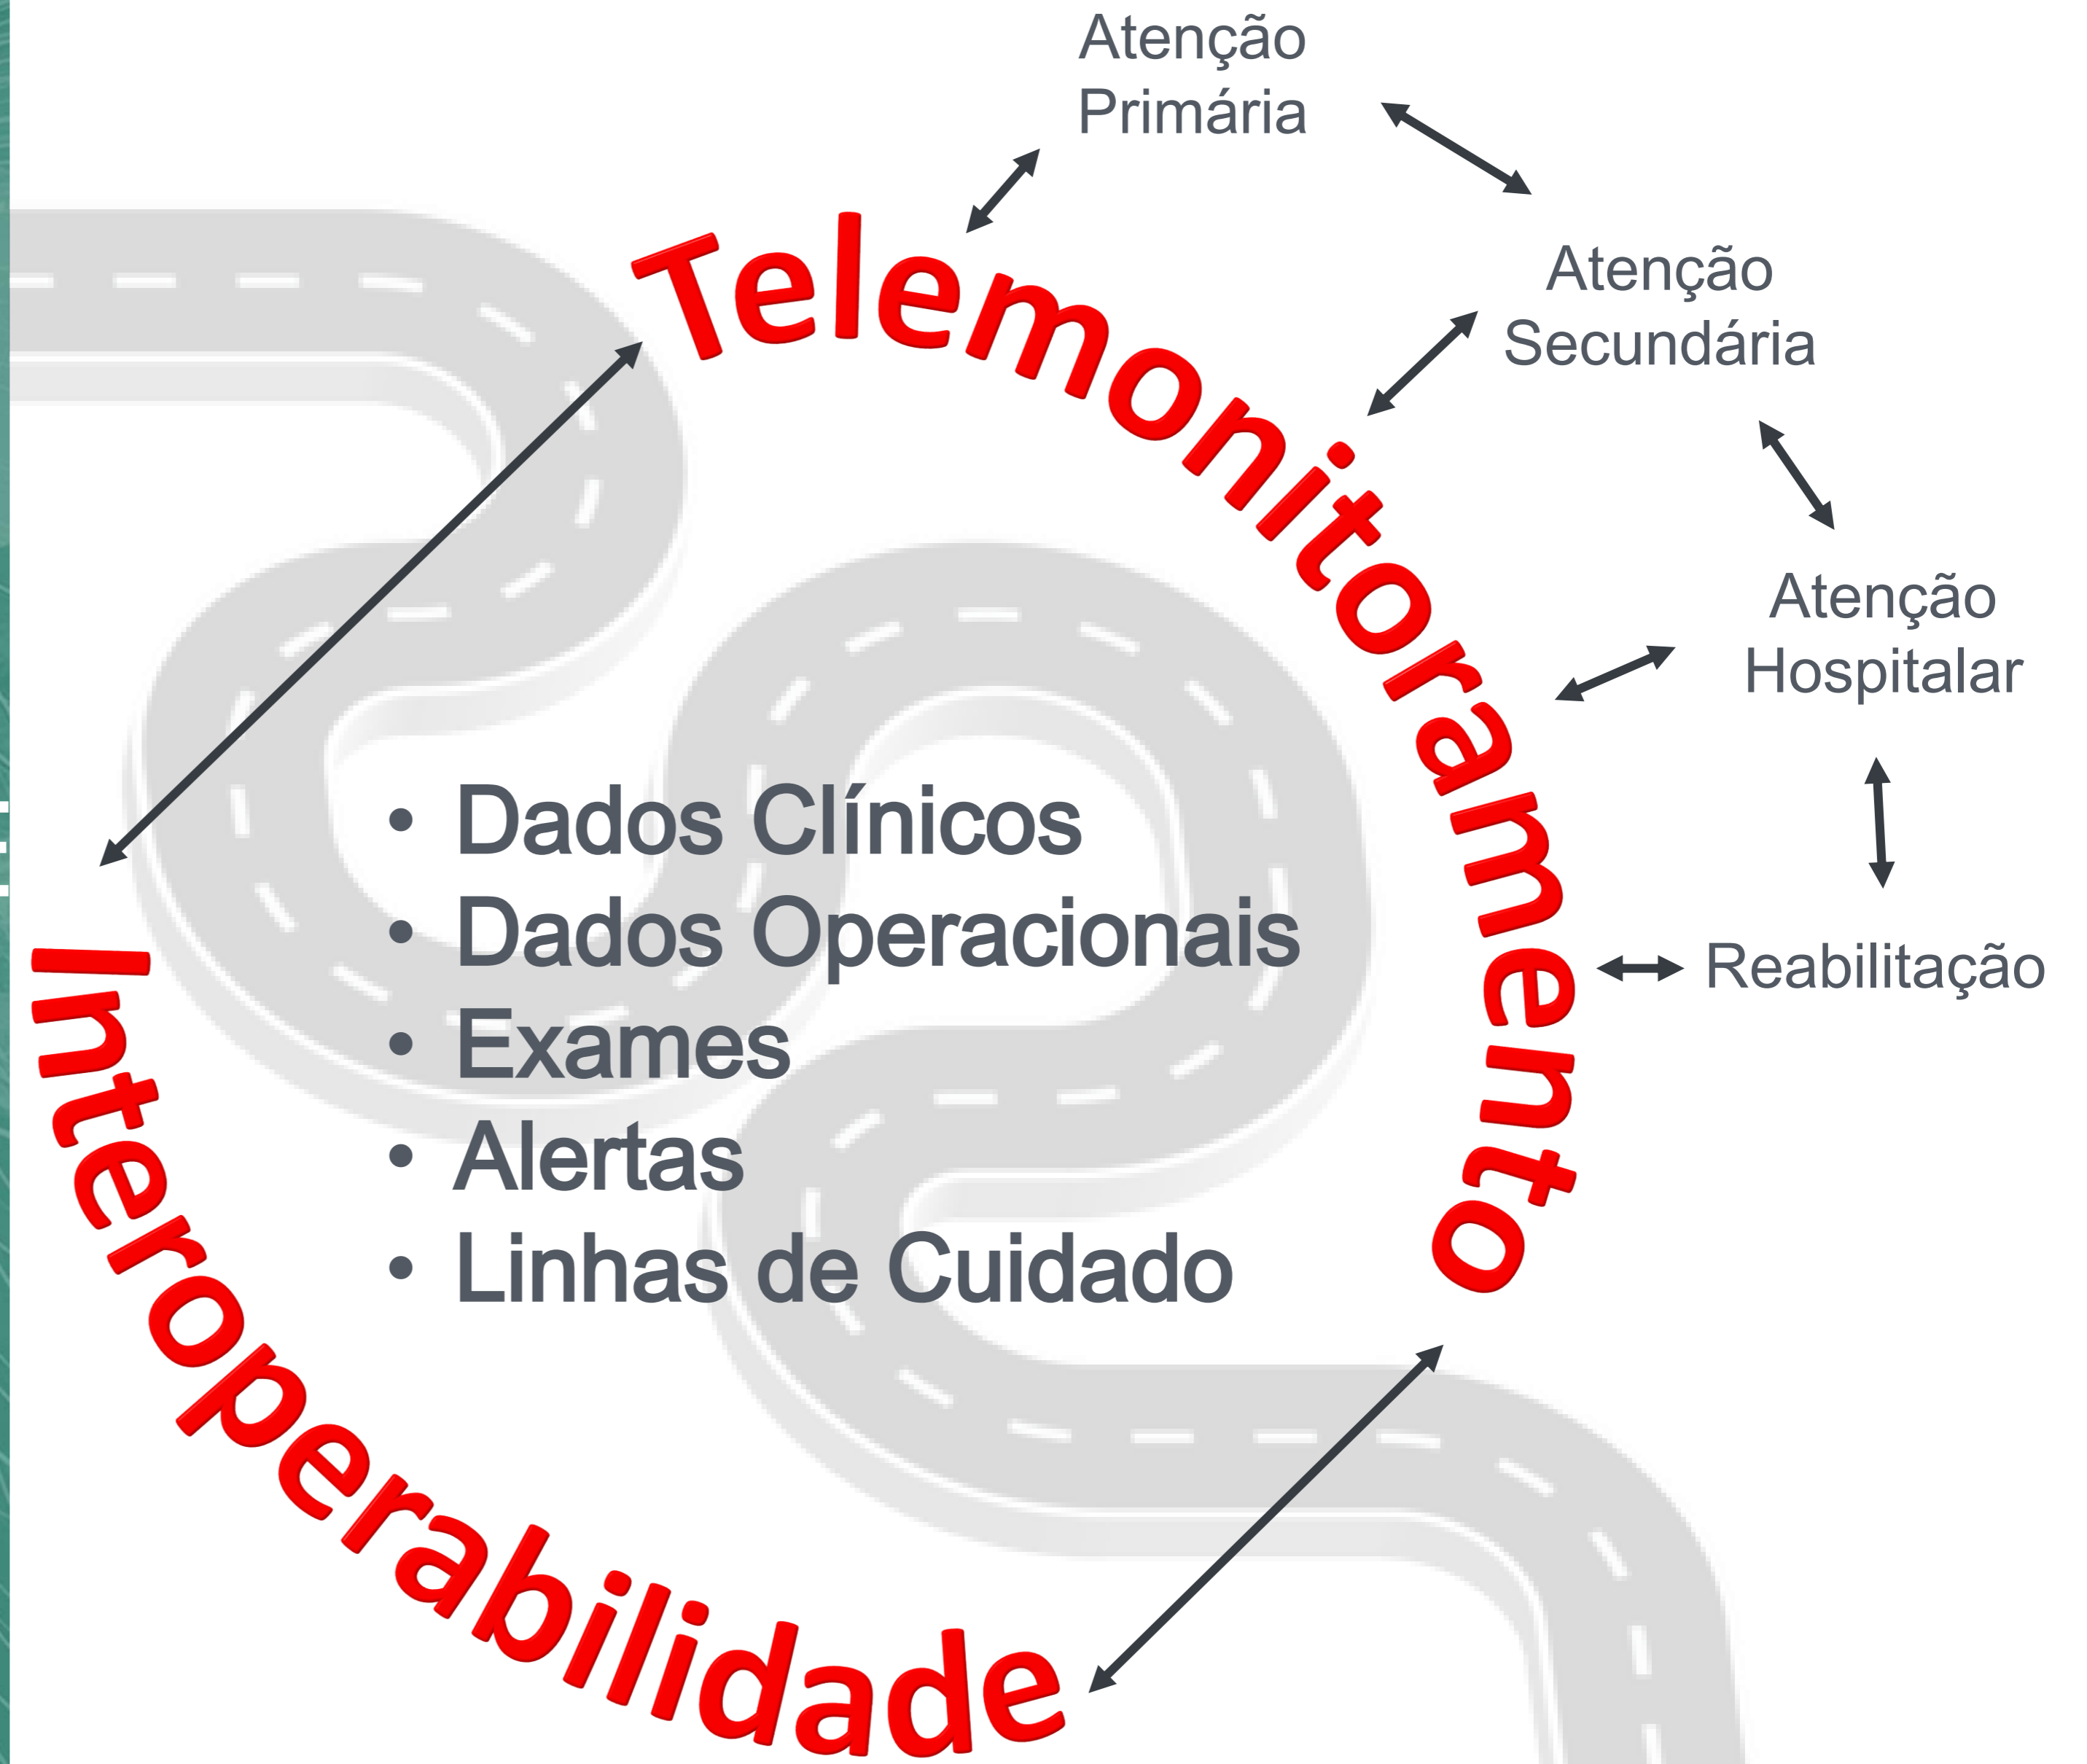 Atenção
Primária
Atenção
Secundária
Atenção
Hospitalar
Reabilitação
Telemonitoramento
• Dados Clínicos
• Dados Operacionais
• Exames
• Alertas
• Linhas de Cuidado
Interoperabilidade